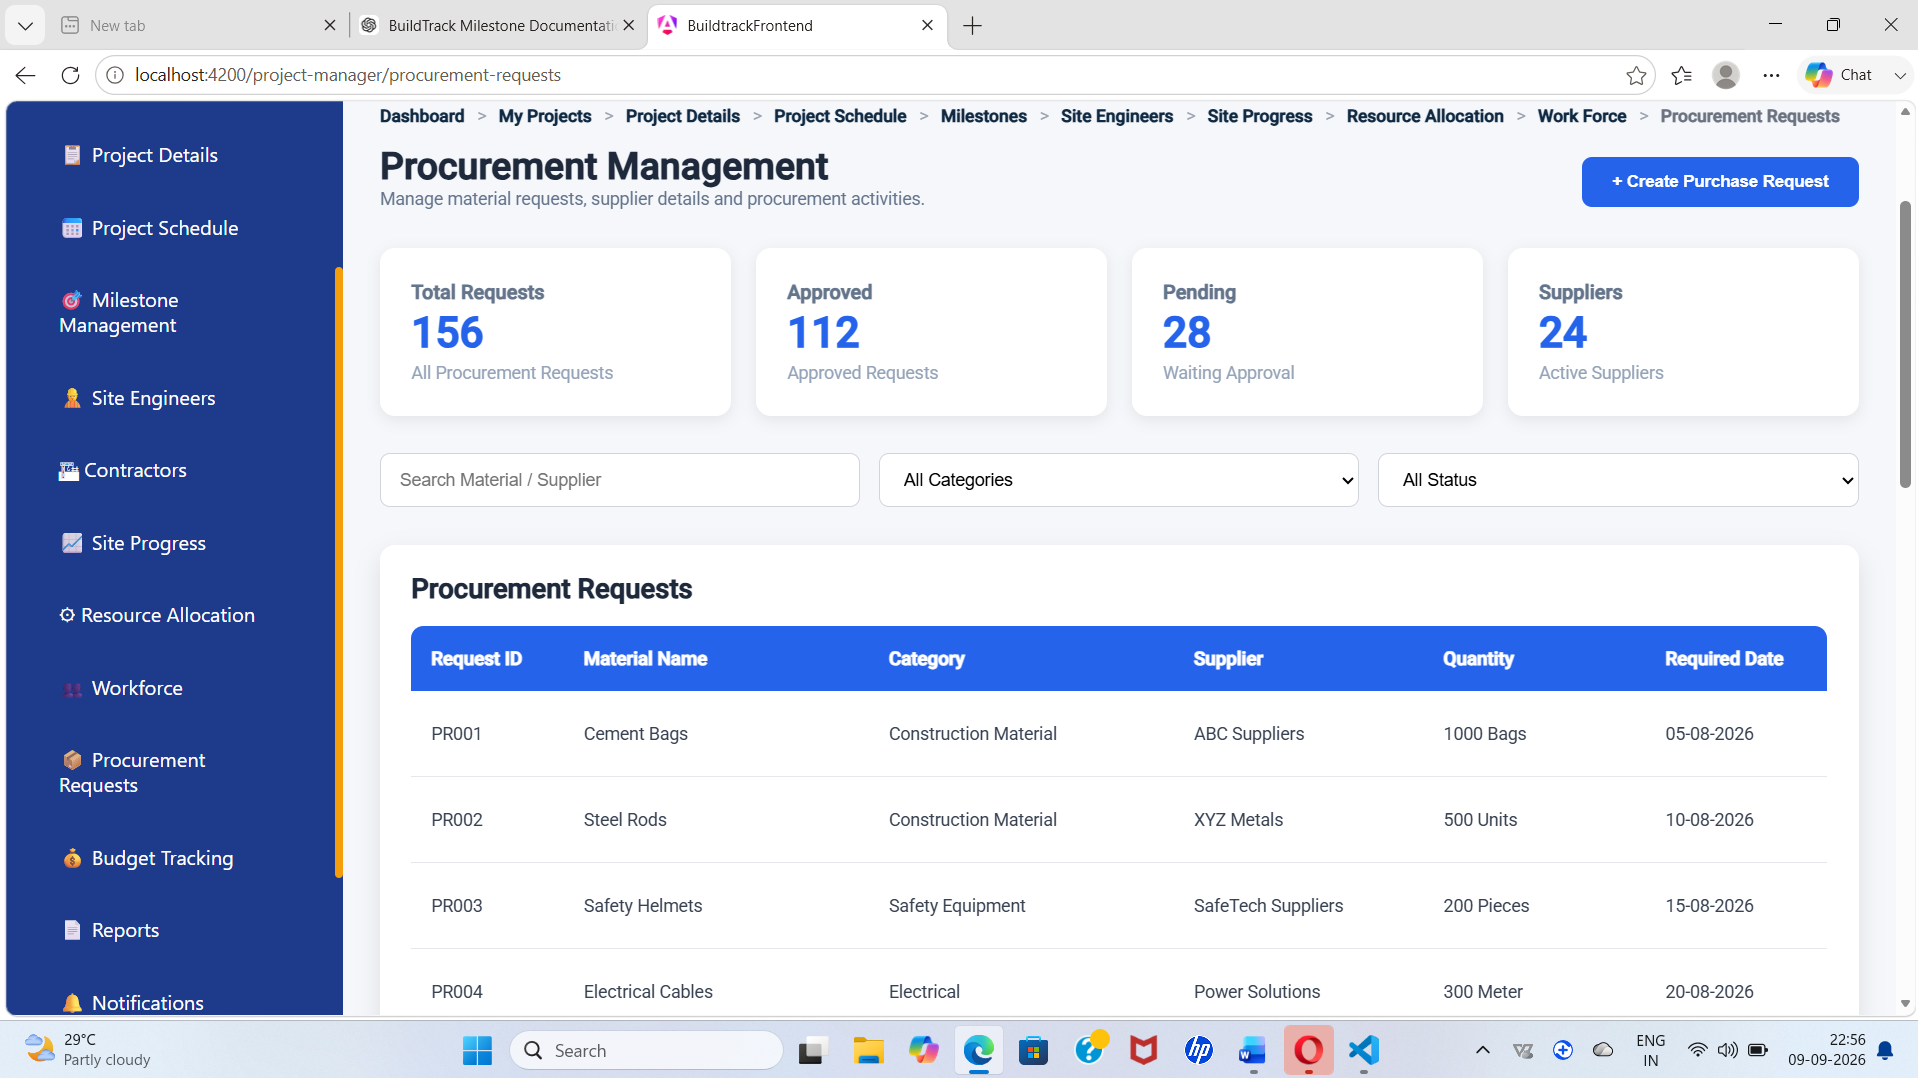 New tab
BuildTrack Milestone Documentatio
BuildtrackFrontend
localhost:4200/project-manager/procurement-requests
Chat
Project Details
Project Schedule
Milestone
Management
Site Engineers
Contractors
Site Progress
Resource Allocation
Workforce
Procurement
Requests
Budget Tracking
Reports
Notifications
Dashboard > My Projects > Project Details > Project Schedule > Milestones > Site Engineers > Site Progress > Resource Allocation > Work Force > Procurement Requests
Procurement Management
Manage material requests, supplier details and procurement activities.
+ Create Purchase Request
Total Requests
156
All Procurement Requests
Approved
112
Approved Requests
Pending
28
Waiting Approval
Suppliers
24
Active Suppliers
Search Material / Supplier
All Categories
All Status
Procurement Requests
Request ID Material Name Category Supplier Quantity Required Date
PR001 Cement Bags Construction Material ABC Suppliers 1000 Bags 05-08-2026
PR002 Steel Rods Construction Material XYZ Metals 500 Units 10-08-2026
PR003 Safety Helmets Safety Equipment SafeTech Suppliers 200 Pieces 15-08-2026
PR004 Electrical Cables Electrical Power Solutions 300 Meter 20-08-2026
29°C
Partly cloudy
Search
ENG
IN
22:56
09-09-2026